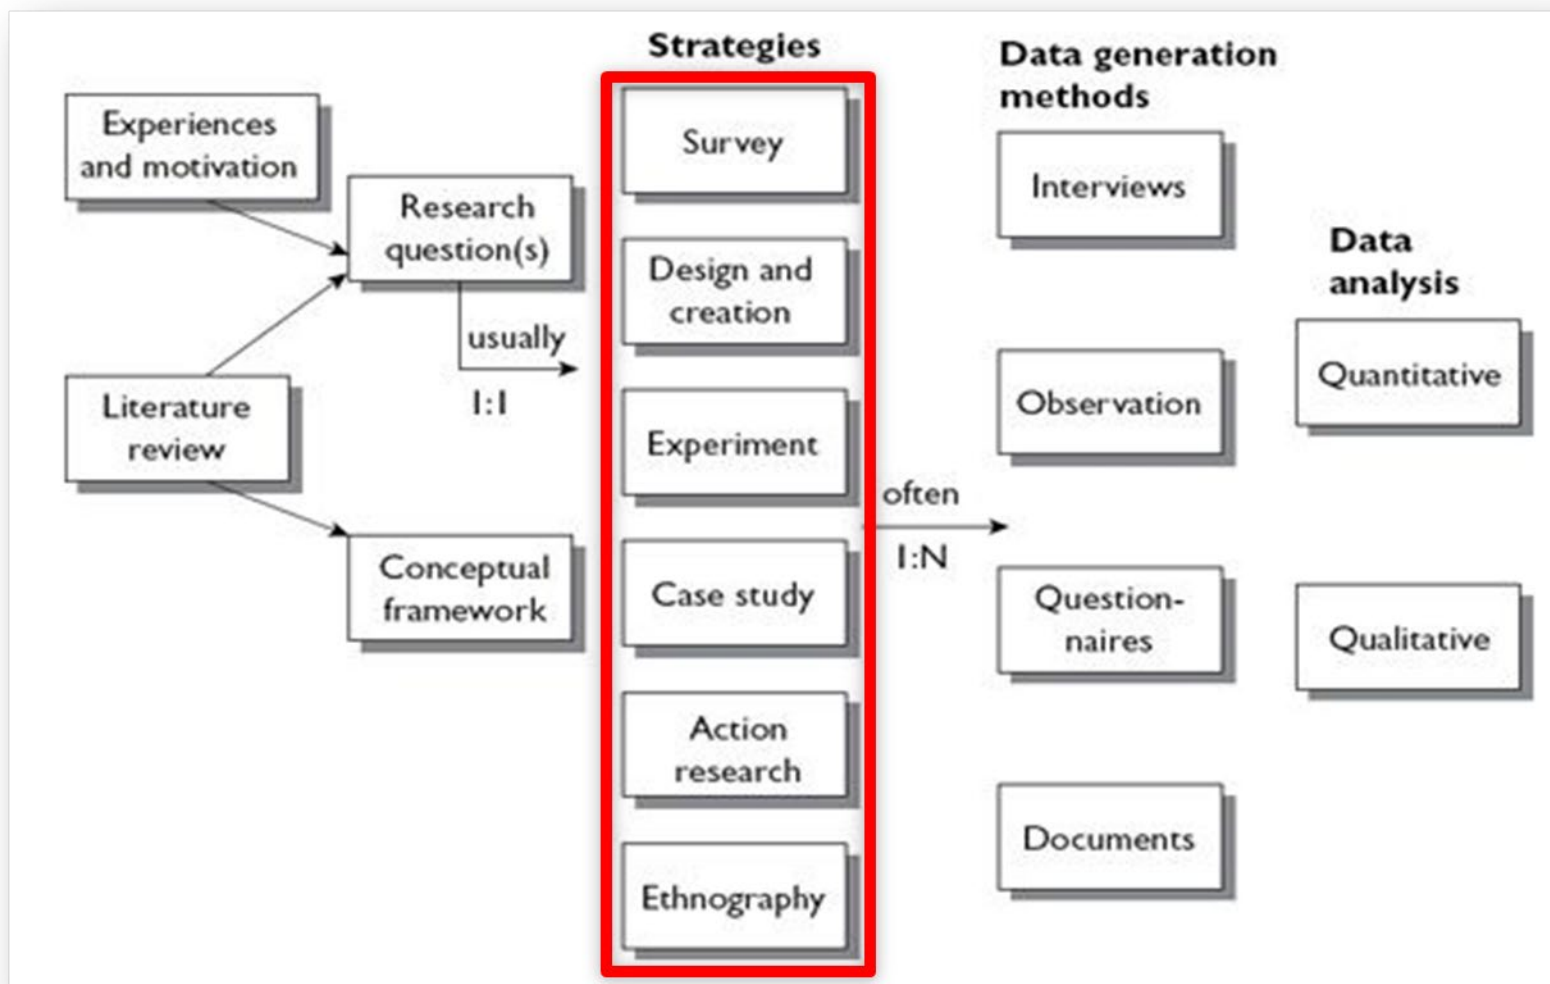 Experiences
and motivation
Research
question(s)
usually
1:1
Literature
review
Conceptual
framework
Strategies
Survey
Design and
creation
Experiment
Case study
Action
research
Ethnography
often
1:N
Data generation
methods
Interviews
Observation
Question-
naires
Documents
Data
analysis
Quantitative
Qualitative